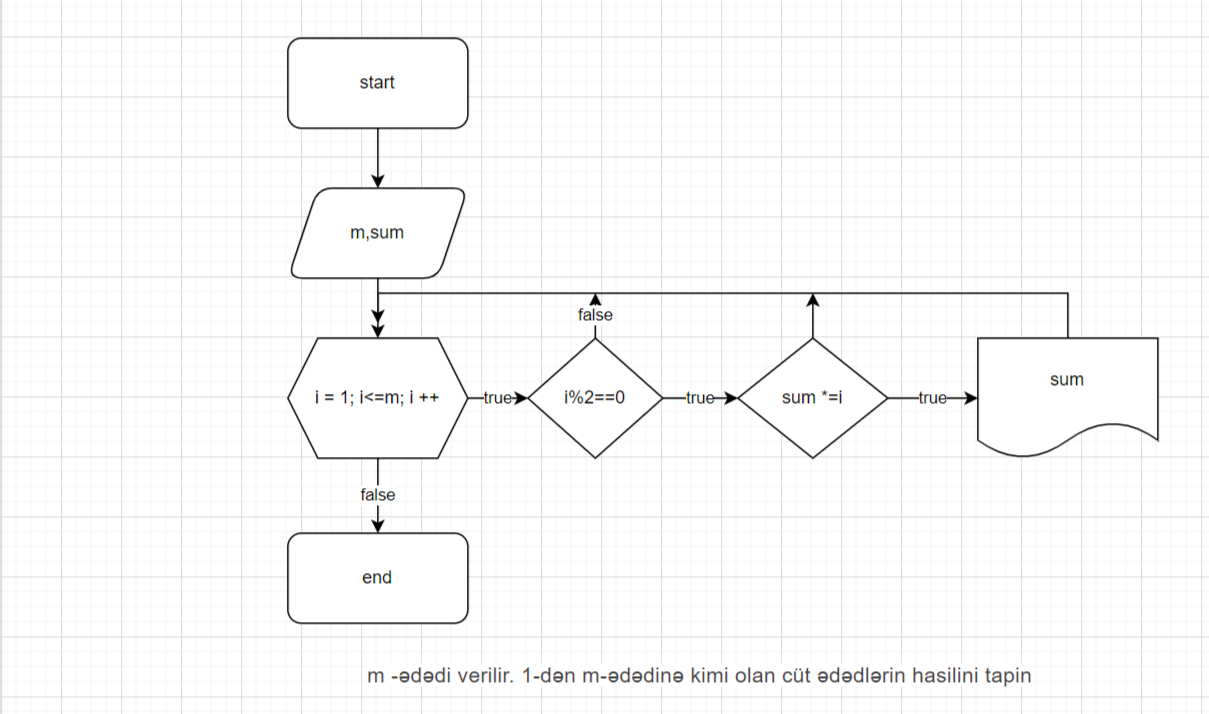 start
m,sum
false
i = 1; i<=m; i ++
true
i%2==0
true
sum *=i
true
sum
false
end
m -ədədi verilir. 1-dən m-ədədinə kimi olan cüt ədədlərin hasilini tapin